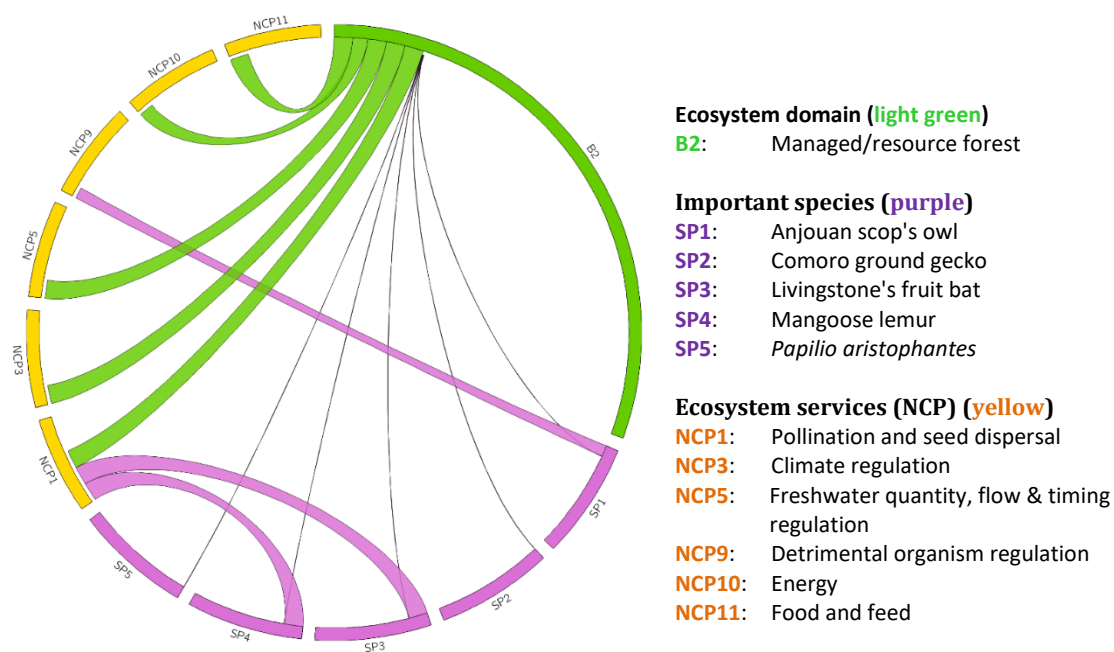 NCP11
NCP10
NCP9
NCP5
NCP3
NCP1
SP5
SP4
SP3
SP2
SP1
B2
Ecosystem domain (light green)
B2: Managed/resource forest
Important species (purple)
SP1: Anjouan scop's owl
SP2: Comoro ground gecko
SP3: Livingstone's fruit bat
SP4: Mangoose lemur
SP5: Papilio aristophantes
Ecosystem services (NCP) (yellow)
NCP1: Pollination and seed dispersal
NCP3: Climate regulation
NCP5: Freshwater quantity, flow & timing
regulation
NCP9: Detrimental organism regulation
NCP10: Energy
NCP11: Food and feed